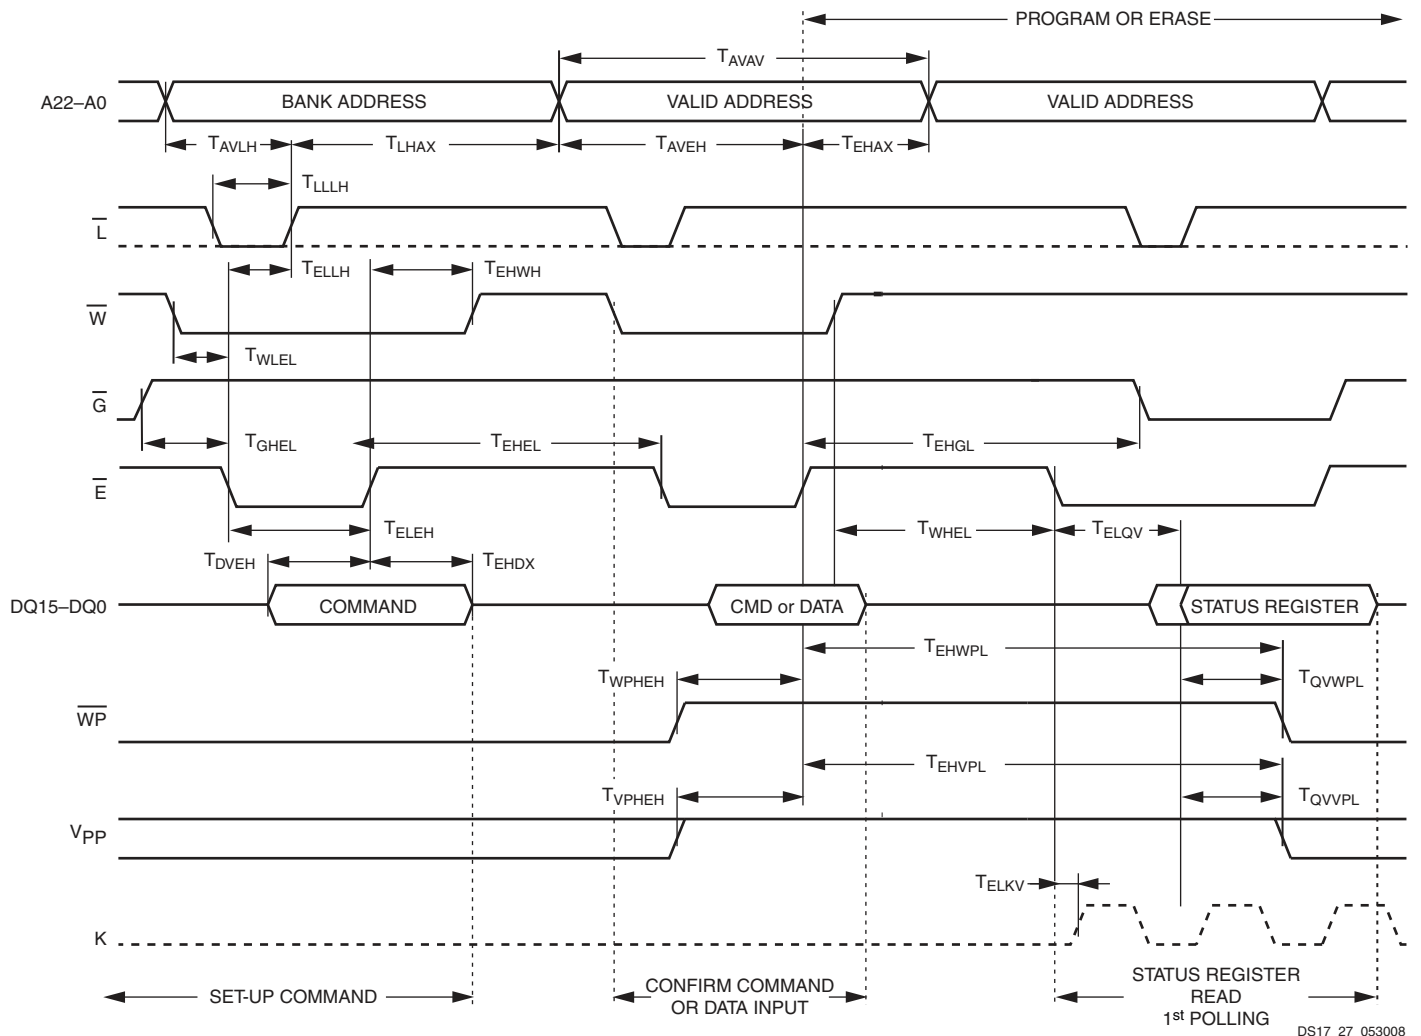 PROGRAM OR ERASE
TAVAV
A22–A0
BANK ADDRESS
VALID ADDRESS
VALID ADDRESS
TAVLH
TLHAX
TAVEH
TEHAX
TLLLH
L
TELLH
TEHWH
W
TWLEL
G
TGHEL
TEHEL
TEHGL
E
TELEH
TWHEL
TELQV
TDVEH
TEHDX
DQ15–DQ0
COMMAND
CMD or DATA
STATUS REGISTER
TEHWPL
TWPHEH
TQVWPL
WP
TEHVPL
TVPHEH
TQVVPL
VPP
TELKV
K
SET-UP COMMAND
CONFIRM COMMAND
OR DATA INPUT
STATUS REGISTER
READ
1st POLLING
DS17_27_053008